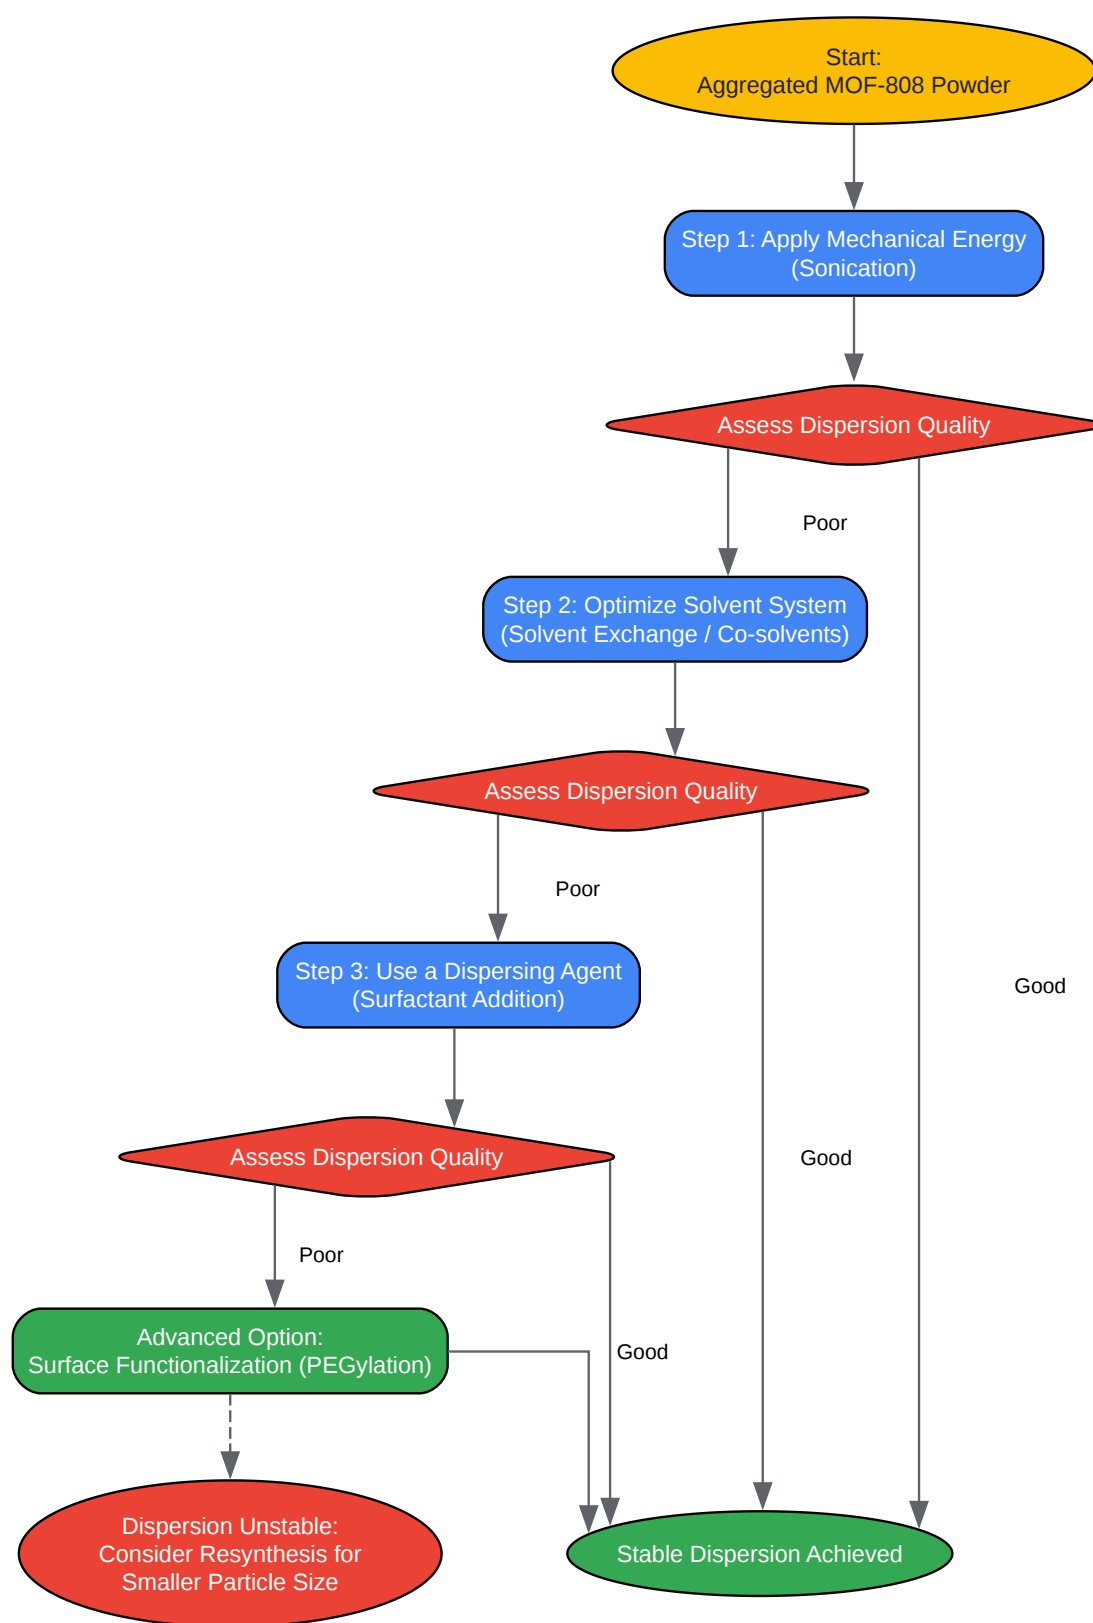 Start:
Aggregated MOF-808 Powder
Step 1: Apply Mechanical Energy
(Sonication)
Assess Dispersion Quality
Poor
Step 2: Optimize Solvent System
(Solvent Exchange / Co-solvents)
Assess Dispersion Quality
Poor
Step 3: Use a Dispersing Agent
(Surfactant Addition)
Good
Assess Dispersion Quality
Good
Poor
Advanced Option:
Surface Functionalization (PEGylation)
Good
Dispersion Unstable:
Consider Resynthesis for
Smaller Particle Size
Stable Dispersion Achieved